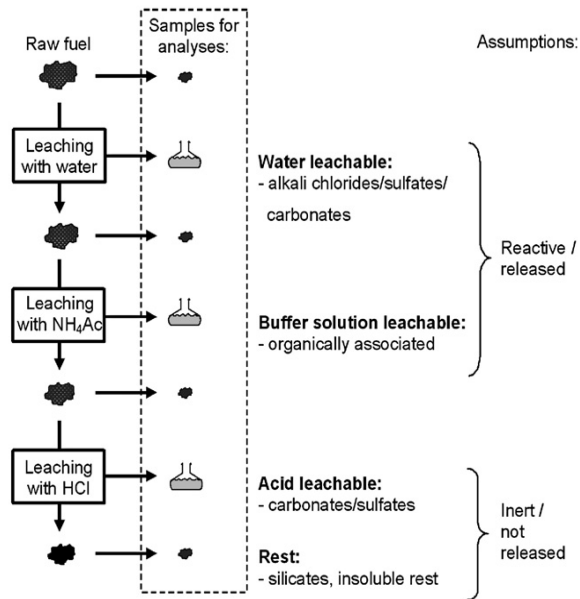 Raw fuel
Samples for
analyses:
Assumptions:
Leaching
with water
Water leachable:
- alkali chlorides/sulfates/
carbonates
Reactive /
released
Leaching
with NH₄Ac
Buffer solution leachable:
- organically associated
Leaching
with HCl
Acid leachable:
- carbonates/sulfates
Inert /
not
released
Rest:
- silicates, insoluble rest